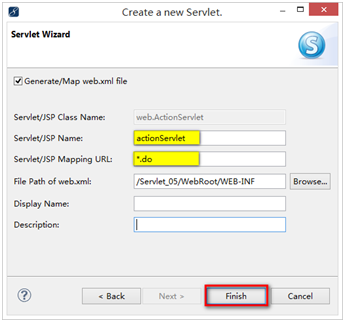 Create a new Servlet.
Servlet Wizard
Generate/Map web.xml file
Servlet/JSP Class Name: web.ActionServlet
Servlet/JSP Name: actionServlet
Servlet/JSP Mapping URL: *.do
File Path of web.xml: /Servlet_05/WebRoot/WEB-INF Browse...
Display Name:
Description:
? < Back Next > Finish Cancel